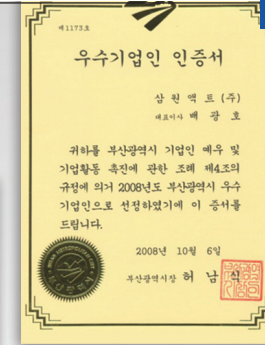 제1173호
우수기업인 인증서
삼원액트(주)
대표이사 배 광 호
귀하를 부산광역시 기업인 예우 및
기업활동 촉진에 관한 조례 제4조의
규정에 의거 2008년도 부산광역시 우수
기업인으로 선정하였기에 이 증서를
드립니다.
2008년 10월 6일
부산광역시장 허 남 식